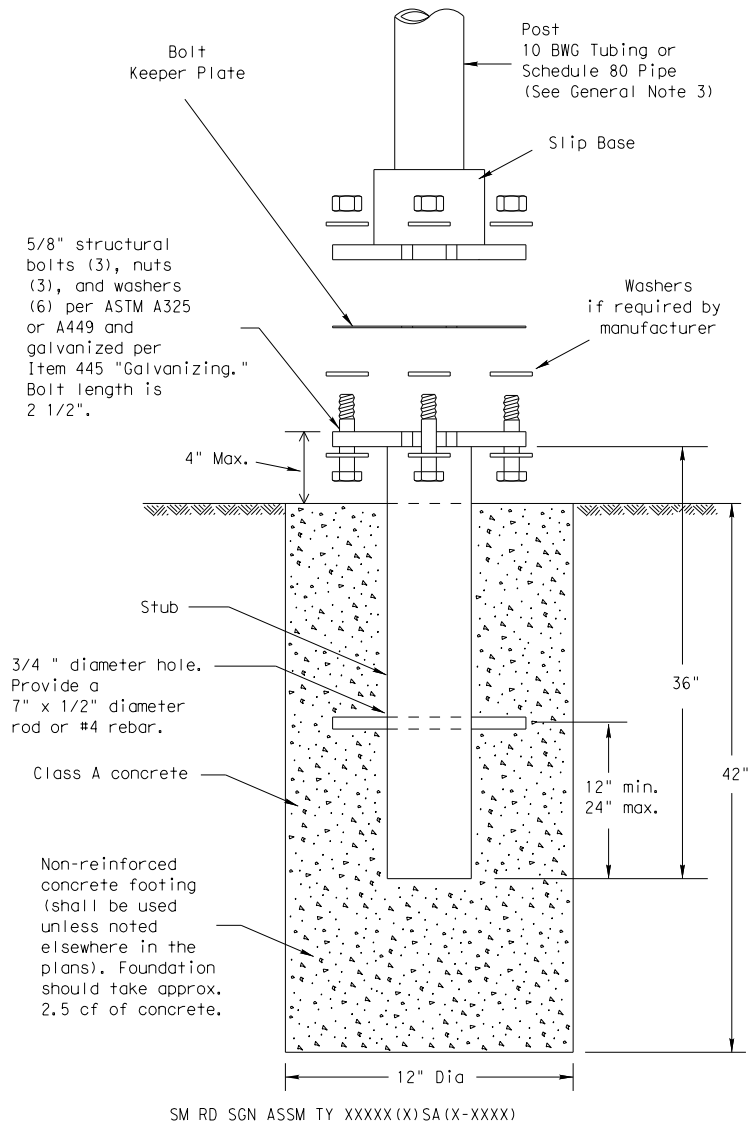 Post
10 BWG Tubing or
Schedule 80 Pipe
(See General Note 3)
Bolt
Keeper Plate
Slip Base
5/8" structural
bolts (3), nuts
(3), and washers
(6) per ASTM A325
or A449 and
galvanized per
Item 445 "Galvanizing."
Bolt length is
2 1/2".
Washers
if required by
manufacturer
4" Max.
Stub
3/4 " diameter hole.
Provide a
7" x 1/2" diameter
rod or #4 rebar.
36"
Class A concrete
12" min.
24" max.
42"
Non-reinforced
concrete footing
(shall be used
unless noted
elsewhere in the
plans). Foundation
should take approx.
2.5 cf of concrete.
12" Dia
SM RD SGN ASSM TY XXXXX(X)SA(X-XXXX)